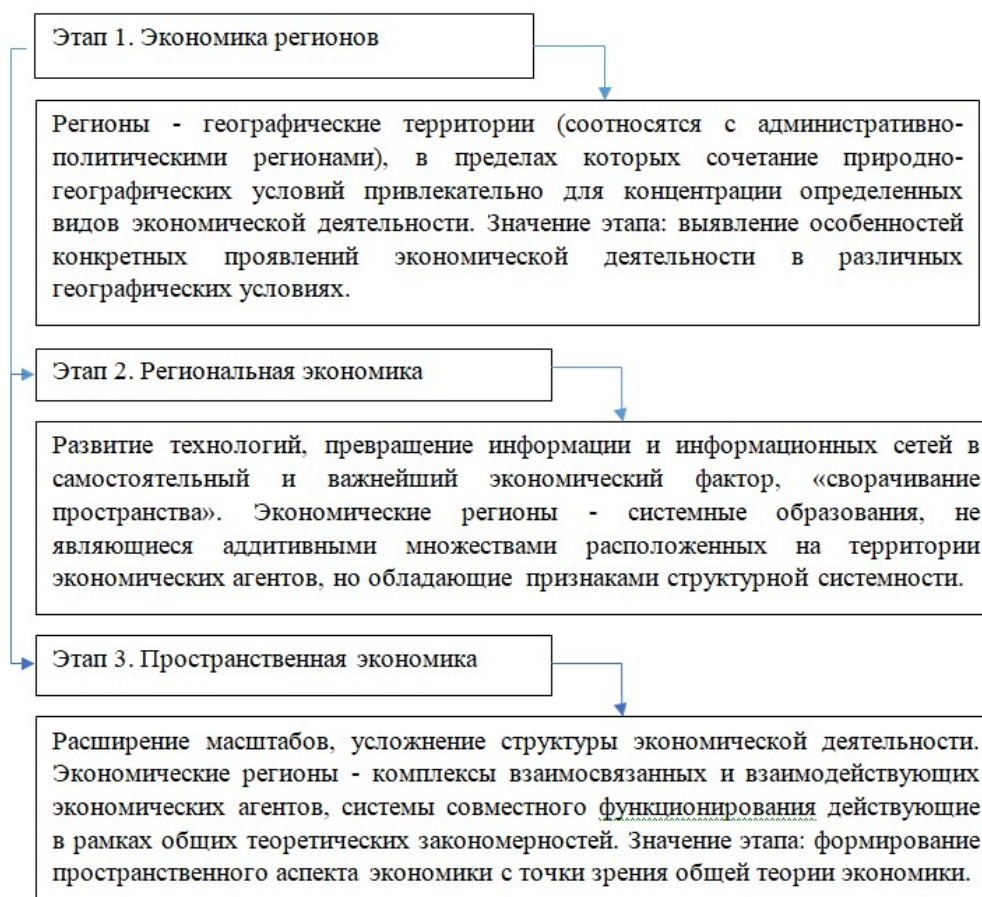 Этап 1. Экономика регионов
Регионы - географические территории (соотносятся с административно-
политическими регионами), в пределах которых сочетание природно-
географических условий привлекательно для концентрации определенных
видов экономической деятельности. Значение этапа: выявление особенностей
конкретных проявлений экономической деятельности в различных
географических условиях.
Этап 2. Региональная экономика
Развитие технологий, превращение информации и информационных сетей в
самостоятельный и важнейший экономический фактор, «сворачивание
пространства». Экономические регионы - системные образования, не
являющиеся аддитивными множествами расположенных на территории
экономических агентов, но обладающие признаками структурной системности.
Этап 3. Пространственная экономика
Расширение масштабов, усложнение структуры экономической деятельности.
Экономические регионы - комплексы взаимосвязанных и взаимодействующих
экономических агентов, системы совместного функционирования действующие
в рамках общих теоретических закономерностей. Значение этапа: формирование
пространственного аспекта экономики с точки зрения общей теории экономики.